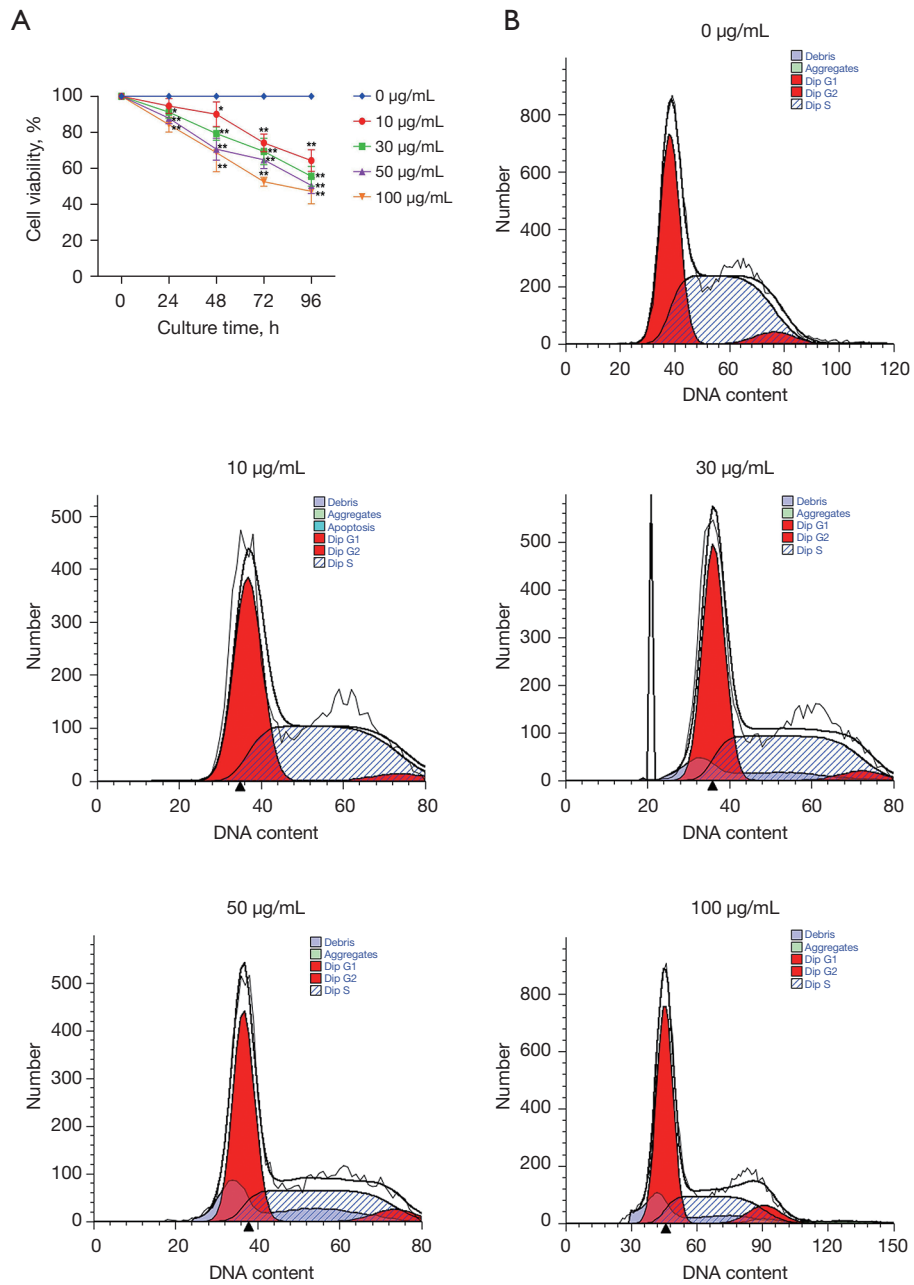 A
100
80
60
40
20
0
Cell viability, %
0 24 48 72 96
Culture time, h
* ** **
* ** ** **
** ** ** **
** ** ** **
0 µg/mL
10 µg/mL
30 µg/mL
50 µg/mL
100 µg/mL
B
0 µg/mL
Debris
Aggregates
Dip G1
Dip G2
Dip S
800
600
400
200
0
Number
0 20 40 60 80 100 120
DNA content
10 µg/mL
Debris
Aggregates
Apoptosis
Dip G1
Dip G2
Dip S
500
400
300
200
100
0
Number
0 20 40 60 80
DNA content
30 µg/mL
Debris
Aggregates
Dip G1
Dip G2
Dip S
500
400
300
200
100
0
Number
0 20 40 60 80
DNA content
50 µg/mL
Debris
Aggregates
Dip G1
Dip G2
Dip S
500
400
300
200
100
0
Number
0 20 40 60 80
DNA content
100 µg/mL
Debris
Aggregates
Dip G1
Dip G2
Dip S
800
600
400
200
0
Number
0 30 60 90 120 150
DNA content